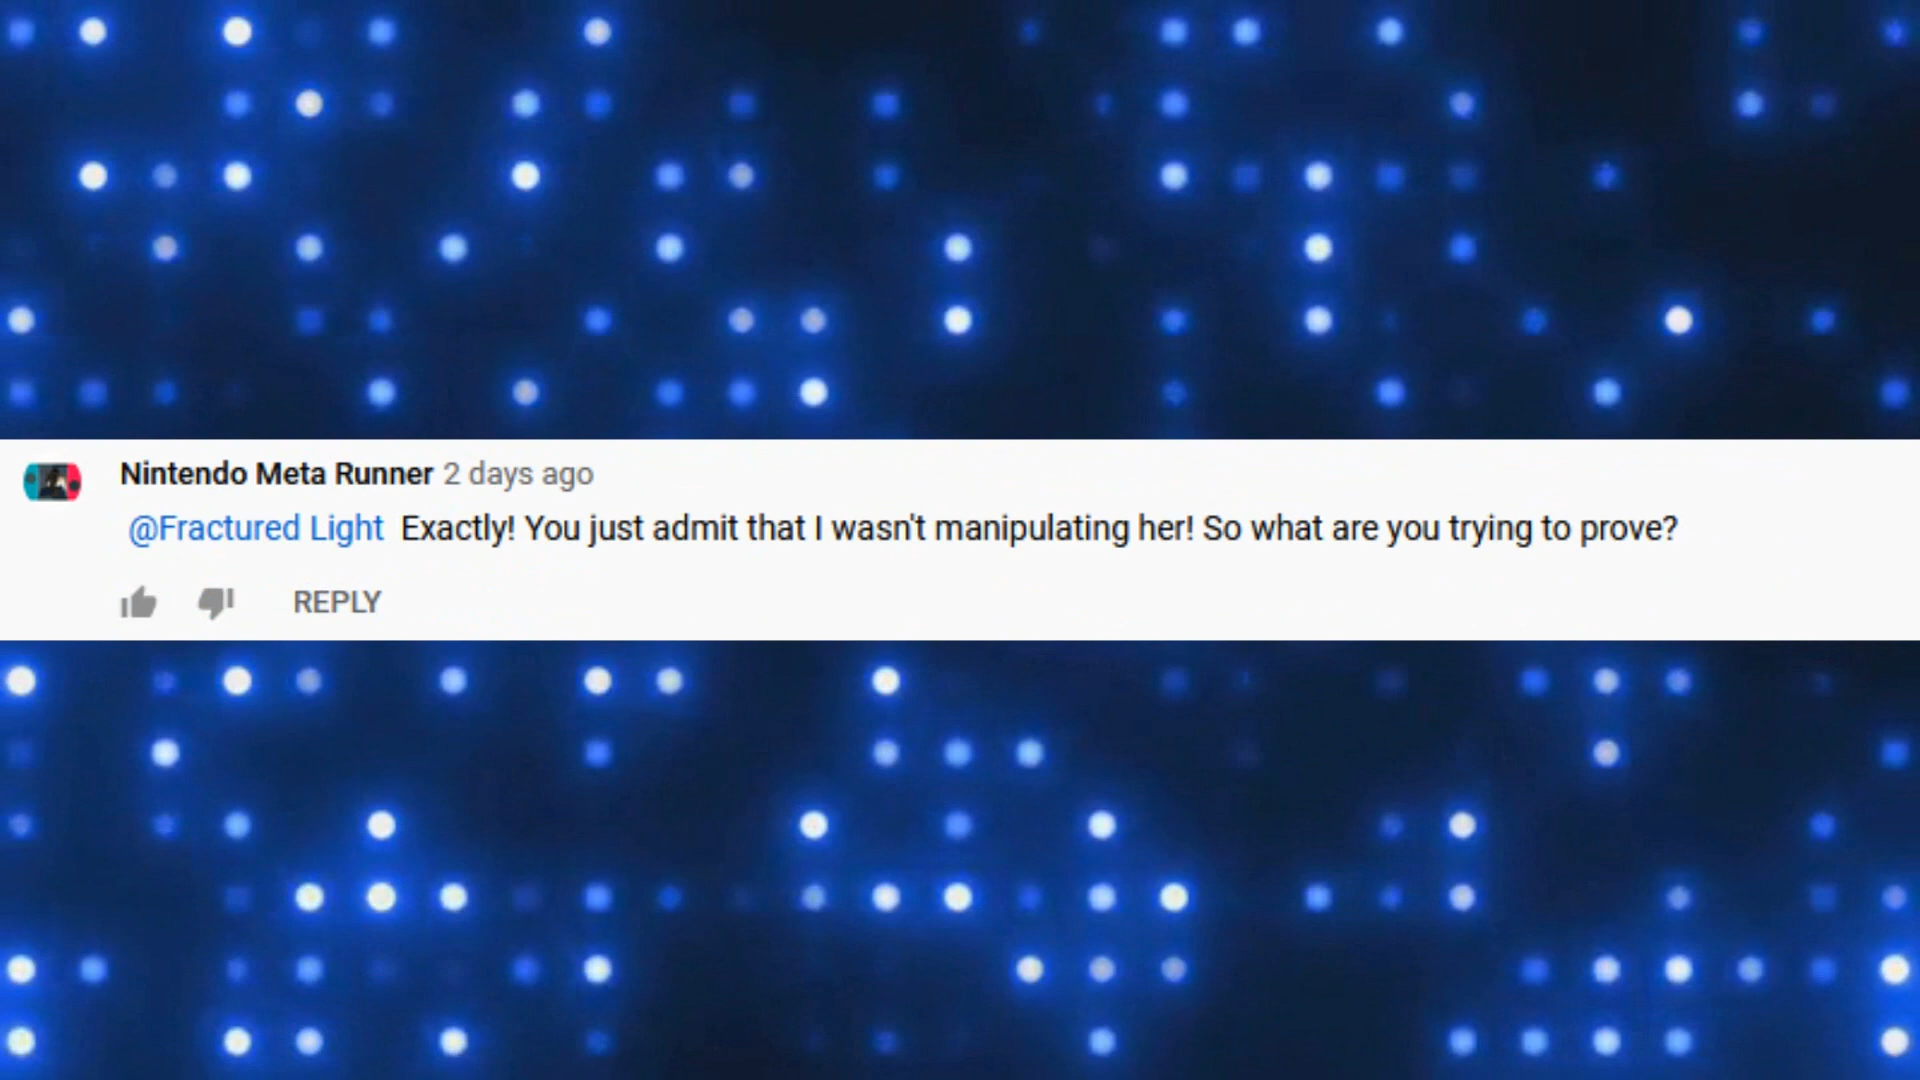 Nintendo Meta Runner 2 days ago
@Fractured Light Exactly! You just admit that I wasn't manipulating her! So what are you trying to prove?
REPLY